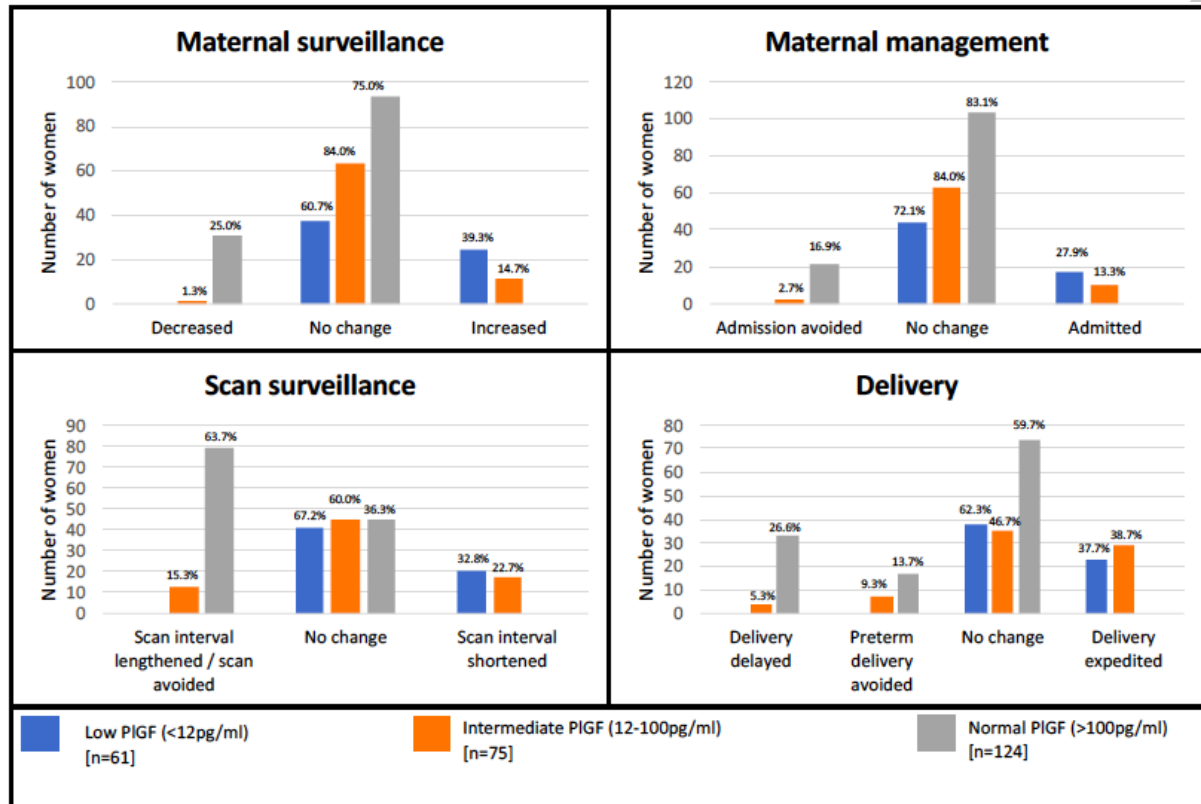 Maternal surveillance
Number of women
100
80
60
40
20
0
1.3%
25.0%
60.7%
84.0%
75.0%
39.3%
14.7%
Decreased
No change
Increased
Maternal management
Number of women
120
100
80
60
40
20
0
2.7%
16.9%
72.1%
84.0%
83.1%
27.9%
13.3%
Admission avoided
No change
Admitted
Scan surveillance
Number of women
90
80
70
60
50
40
30
20
10
0
15.3%
63.7%
67.2%
60.0%
36.3%
32.8%
22.7%
Scan interval
lengthened / scan
avoided
No change
Scan interval
shortened
Delivery
Number of women
80
70
60
50
40
30
20
10
0
5.3%
26.6%
9.3%
13.7%
62.3%
46.7%
59.7%
37.7%
38.7%
Delivery
delayed
Preterm
delivery
avoided
No change
Delivery
expedited
Low PlGF (<12pg/ml)
[n=61]
Intermediate PlGF (12-100pg/ml)
[n=75]
Normal PlGF (>100pg/ml)
[n=124]